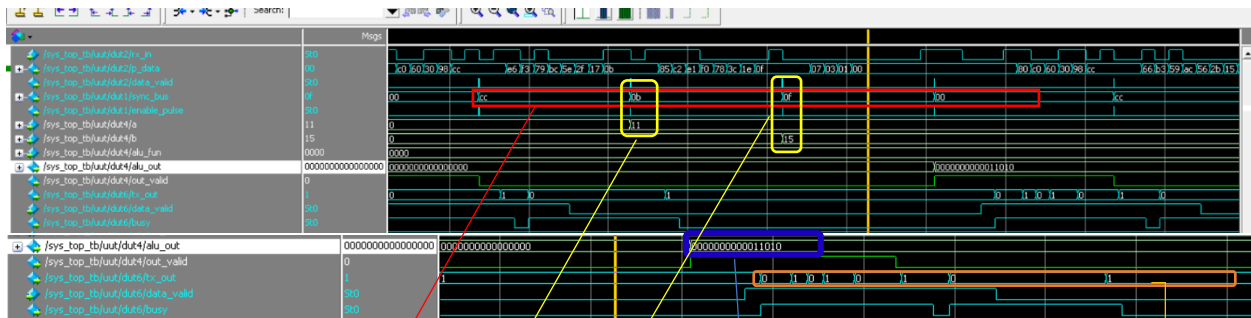 Search:
Msgs
/sys_top_tb/uut/dut2/rx_in St0
/sys_top_tb/uut/dut2/p_data 00 c0 60 30 98 cc e6 f3 79 bc 5e 2f 17 0b 85 c2 e1 f0 78 3c 1e 0f 07 03 01 00 80 c0 60 30 98 cc 66 b3 59 ac 56 2b 15
/sys_top_tb/uut/dut2/data_valid St0
/sys_top_tb/uut/dut1/sync_bus 0f 00 cc 0b 0f 00 cc
/sys_top_tb/uut/dut1/enable_pulse St0
/sys_top_tb/uut/dut4/a 11 0 11
/sys_top_tb/uut/dut4/b 15 0 15
/sys_top_tb/uut/dut4/alu_fun 0000 0000
/sys_top_tb/uut/dut4/alu_out 0000000000000000 0000000000000000 0000000000011010
/sys_top_tb/uut/dut4/out_valid 0
/sys_top_tb/uut/dut6/tx_out 1 0 1 0 1 0 1 0 1 0 1 0
/sys_top_tb/uut/dut6/data_valid St0
/sys_top_tb/uut/dut6/busy St0
/sys_top_tb/uut/dut4/alu_out 0000000000000000 0000000000000000 0000000000011010
/sys_top_tb/uut/dut4/out_valid 0
/sys_top_tb/uut/dut6/tx_out 1 1 0 1 0 1 0 1 0 1
/sys_top_tb/uut/dut6/data_valid St0
/sys_top_tb/uut/dut6/busy St0